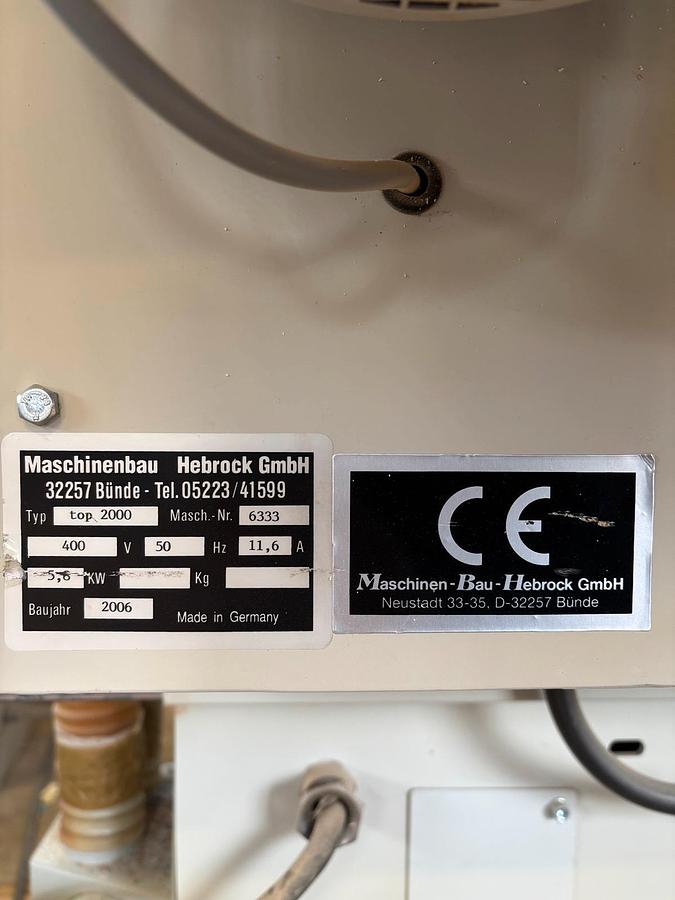 Maschinenbau Hebrock GmbH
32257 Bünde - Tel. 05223/41599
Typ top 2000 Masch.-Nr. 6333
400 V 50 Hz 11,6 A
5,6 KW Kg
Baujahr 2006 Made in Germany
CE
Maschinen-Bau-Hebrock GmbH
Neustadt 33-35, D-32257 Bünde